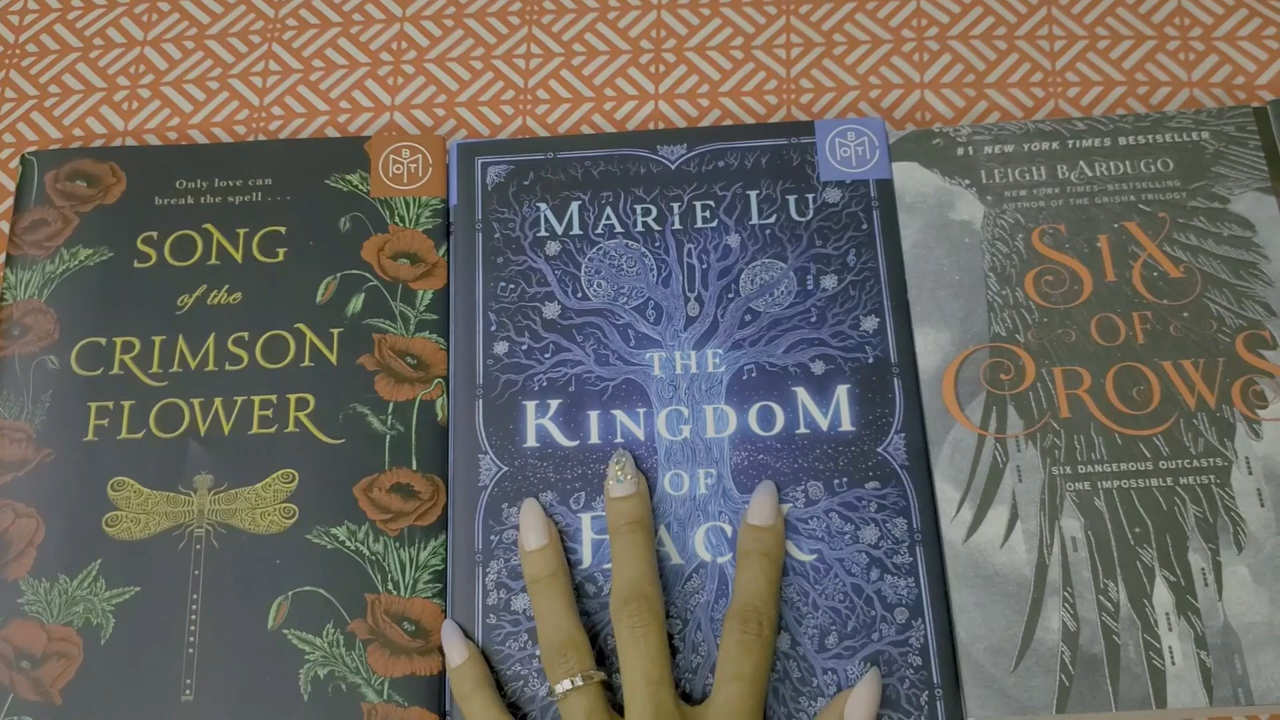 Only love can
break the spell . . .
SONG
of the
CRIMSON
FLOWER
BOTM
MARIE LU
THE
KINGDOM
OF
BACK
BOTM
#1 NEW YORK TIMES BESTSELLER
LEIGH BARDUGO
NEW YORK TIMES-BESTSELLING
AUTHOR OF THE GRISHA TRILOGY
SIX
OF
CROWS
SIX DANGEROUS OUTCASTS.
ONE IMPOSSIBLE HEIST.